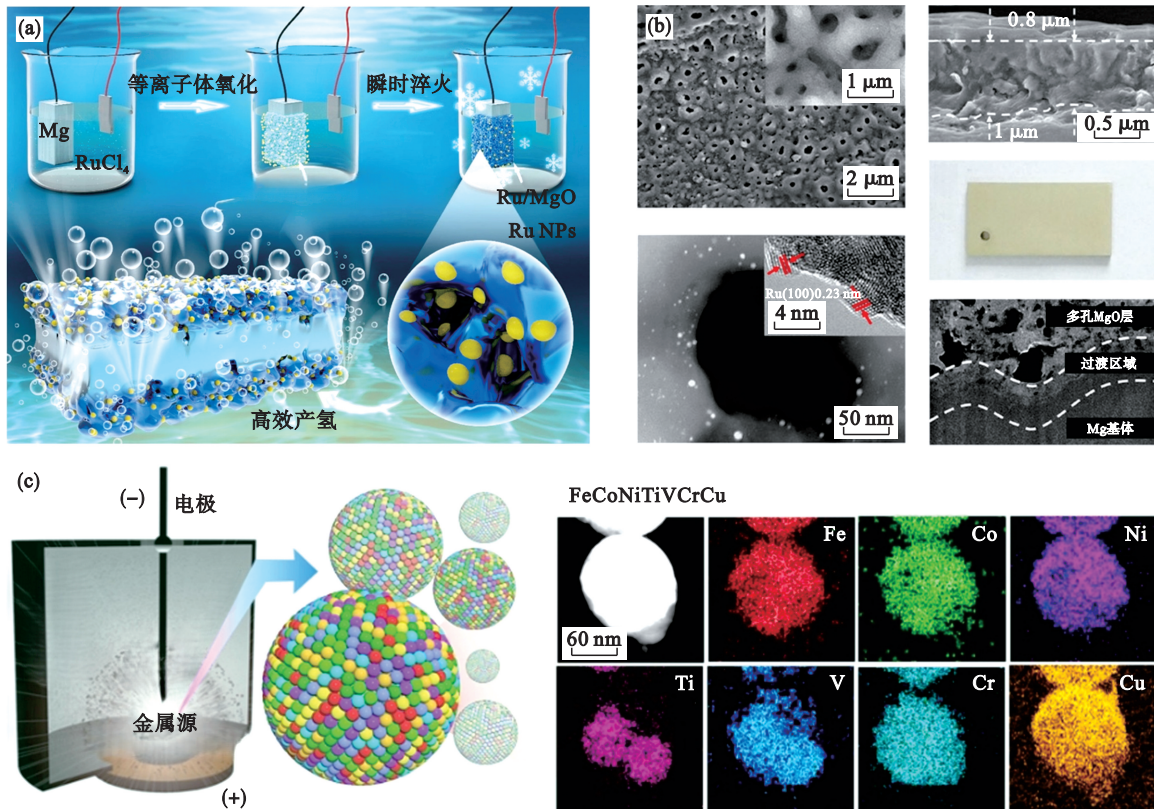 (a)
等离子体氧化
瞬时淬火
Mg
RuCl4
Ru/MgO
Ru NPs
高效产氢
(b)
1 μm
2 μm
0.8 μm
1 μm
0.5 μm
Ru(100)0.23 nm
4 nm
50 nm
多孔MgO层
过渡区域
Mg基体
(c)
(−)
电极
金属源
(+)
FeCoNiTiVCrCu
60 nm
Fe
Co
Ni
Ti
V
Cr
Cu